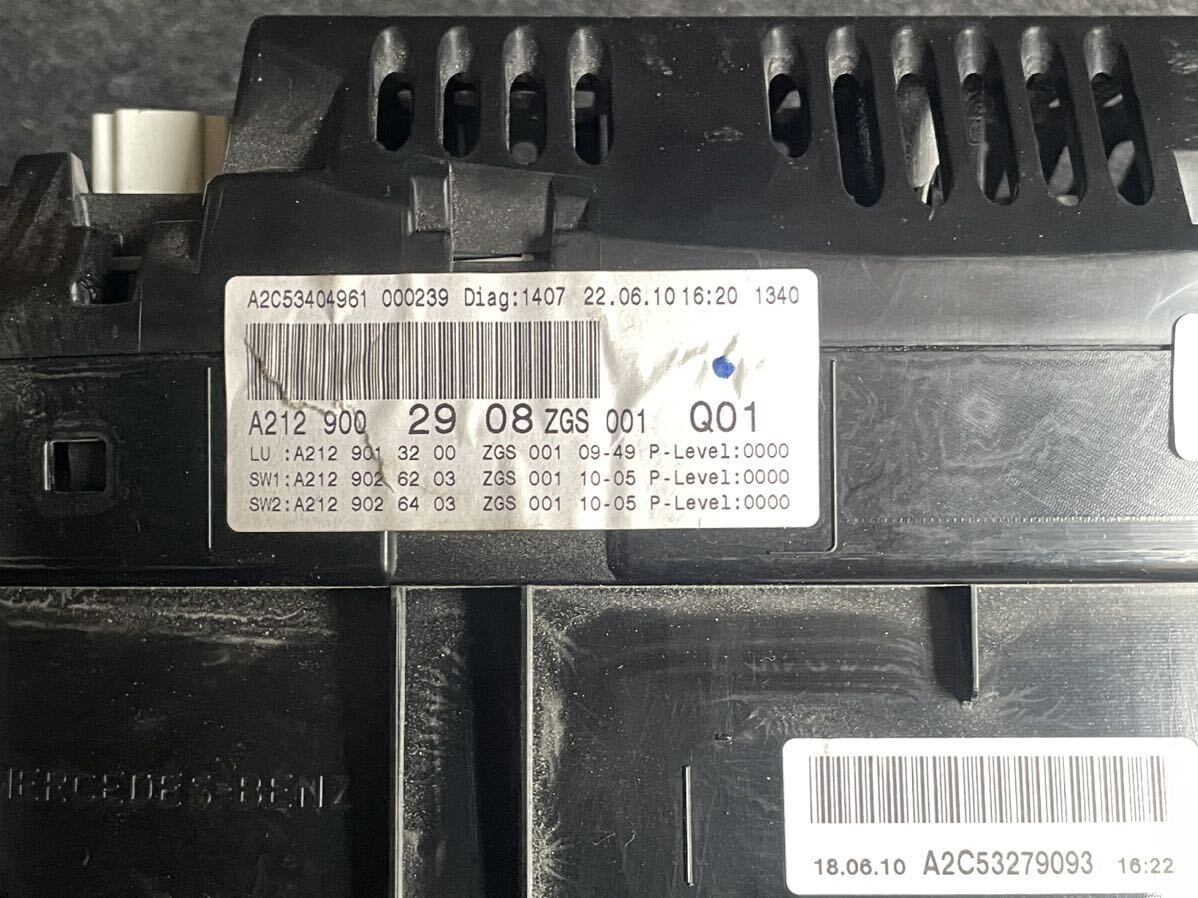 A2C53404961 000239 Diag:1407 22.06.10 16:20 1340
A212 900 29 08 ZGS 001 Q01
LU :A212 901 32 00 ZGS 001 09-49 P-Level:0000
SW1:A212 902 62 03 ZGS 001 10-05 P-Level:0000
SW2:A212 902 64 03 ZGS 001 10-05 P-Level:0000
MERCEDES-BENZ
18.06.10 A2C53279093 16:22